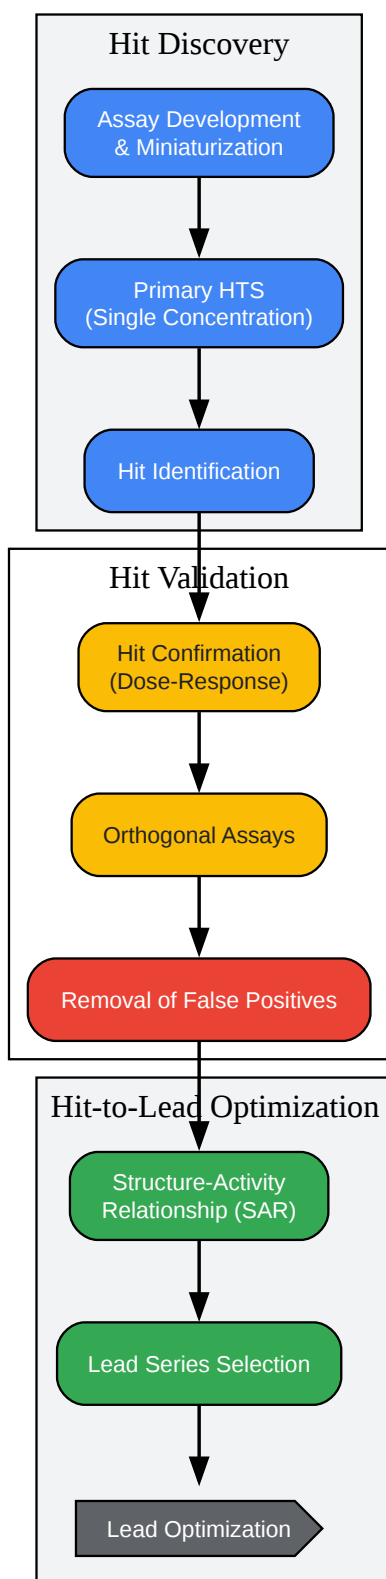 Hit Discovery
Assay Development
& Miniaturization
Primary HTS
(Single Concentration)
Hit Identification
Hit Validation
Hit Confirmation
(Dose-Response)
Orthogonal Assays
Removal of False Positives
Hit-to-Lead Optimization
Structure-Activity
Relationship (SAR)
Lead Series Selection
Lead Optimization